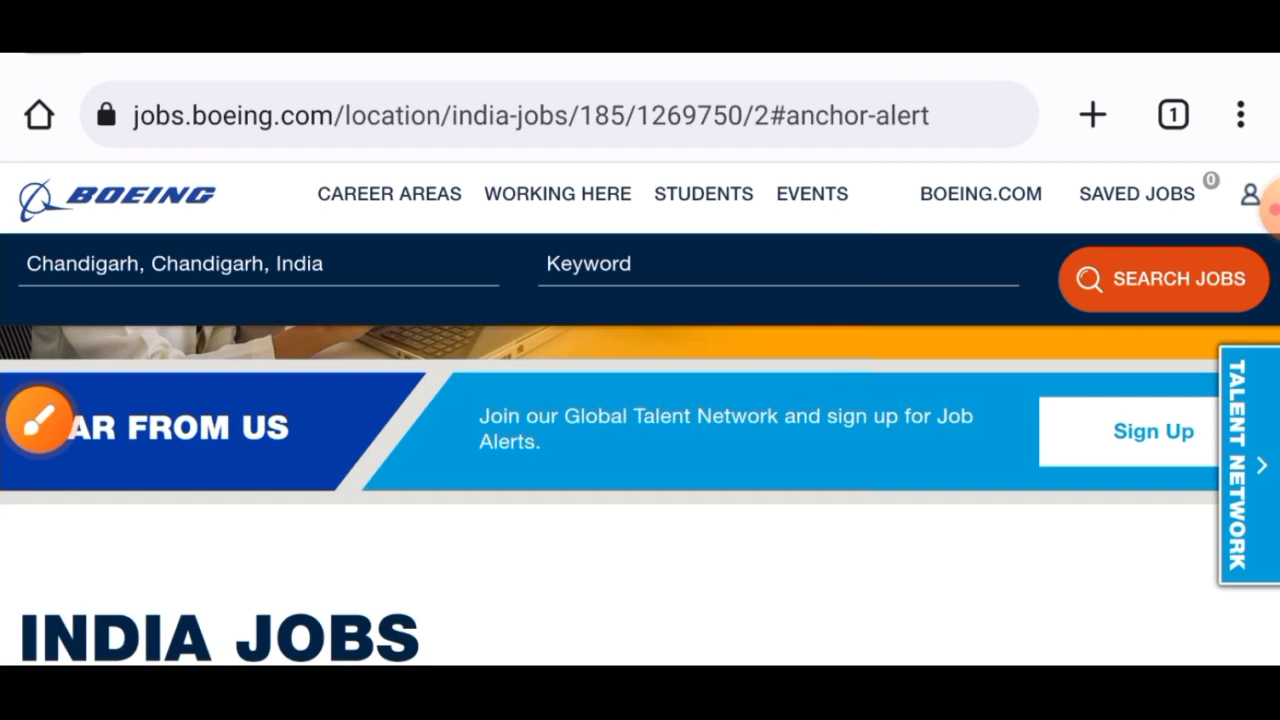 jobs.boeing.com/location/india-jobs/185/1269750/2#anchor-alert
1
BOEING
CAREER AREAS
WORKING HERE
STUDENTS
EVENTS
BOEING.COM
SAVED JOBS
0
Chandigarh, Chandigarh, India
Keyword
SEARCH JOBS
AR FROM US
Join our Global Talent Network and sign up for Job
Alerts.
Sign Up
TALENT NETWORK
INDIA JOBS